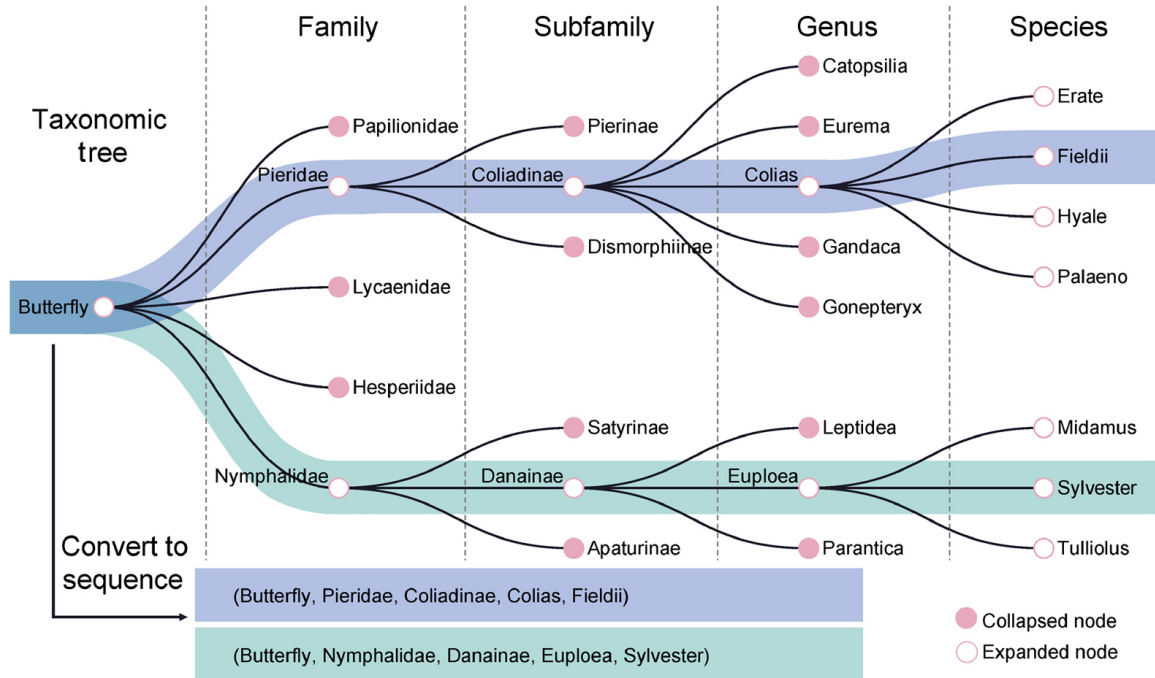 Family
Subfamily
Genus
Species
Taxonomic
tree
Catopsilia
Erate
Papilionidae
Pierinae
Eurema
Fieldii
Pieridae
Coliadinae
Colias
Hyale
Dismorphiinae
Gandaca
Palaeno
Lycaenidae
Butterfly
Gonepteryx
Hesperiidae
Satyrinae
Leptidea
Midamus
Nymphalidae
Danainae
Euploea
Sylvester
Apaturinae
Parantica
Tulliolus
Convert to
sequence
(Butterfly, Pieridae, Coliadinae, Colias, Fieldii)
(Butterfly, Nymphalidae, Danainae, Euploea, Sylvester)
Collapsed node
Expanded node